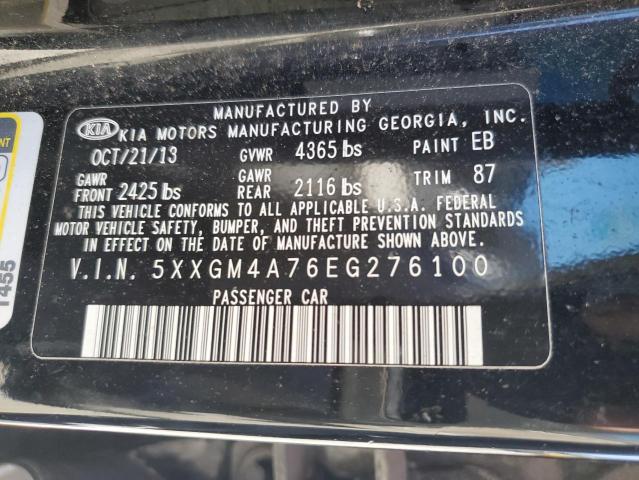 MANUFACTURED BY
KIA KIA MOTORS MANUFACTURING GEORGIA, INC.
OCT/21/13 GVWR 4365 lbs PAINT EB
GAWR FRONT 2425 lbs GAWR REAR 2116 lbs TRIM 87
THIS VEHICLE CONFORMS TO ALL APPLICABLE U.S.A. FEDERAL
MOTOR VEHICLE SAFETY, BUMPER, AND THEFT PREVENTION STANDARDS
IN EFFECT ON THE DATE OF MANUFACTURE SHOWN ABOVE.
V.I.N. 5XXGM4A76EG276100
PASSENGER CAR
1455